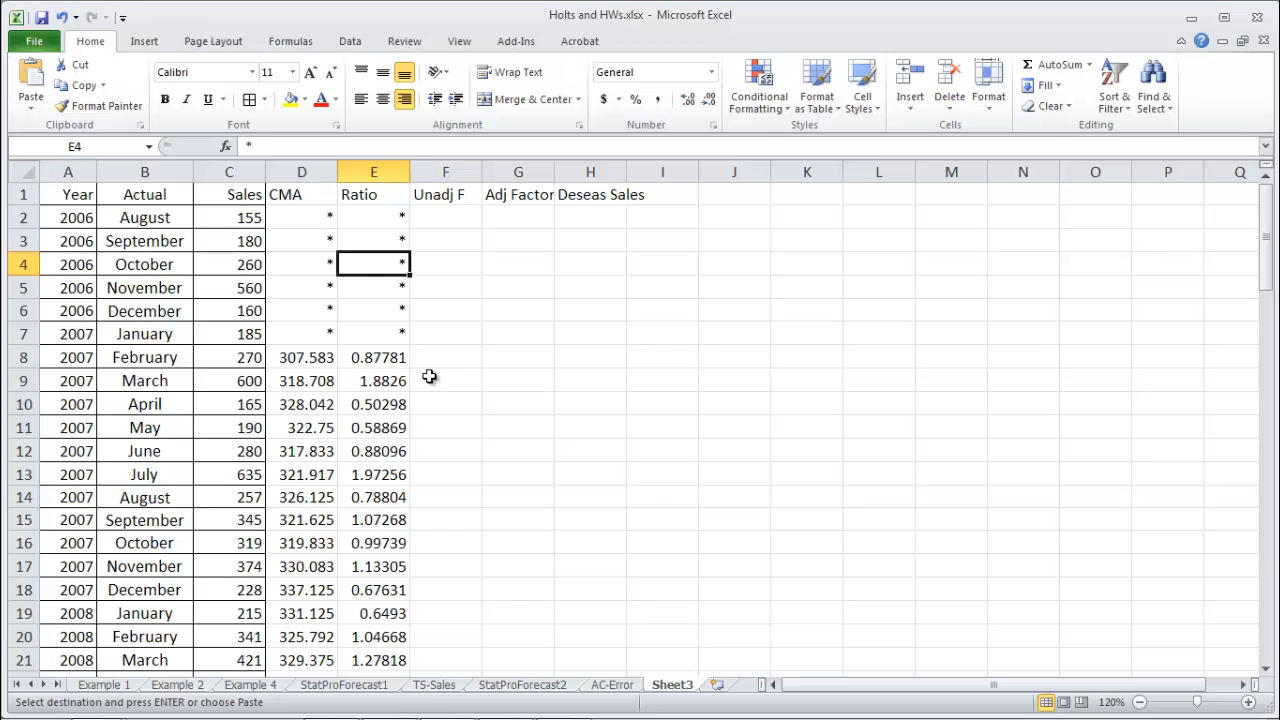 Holts and HWs.xlsx - Microsoft Excel
File Home Insert Page Layout Formulas Data Review View Add-Ins Acrobat
Paste Cut Copy Format Painter Clipboard
Calibri 11 B I U Font
Wrap Text Merge & Center Alignment
General $ % , Number
Conditional Formatting Format as Table Cell Styles Styles
Insert Delete Format Cells
AutoSum Fill Clear Sort & Filter Find & Select Editing
E4 fx *
A B C D E F G H I J K L M N O P Q
1 Year Actual Sales CMA Ratio Unadj F Adj Factor Deseas Sales
2 2006 August 155 * *
3 2006 September 180 * *
4 2006 October 260 * *
5 2006 November 560 * *
6 2006 December 160 * *
7 2007 January 185 * *
8 2007 February 270 307.583 0.87781
9 2007 March 600 318.708 1.8826
10 2007 April 165 328.042 0.50298
11 2007 May 190 322.75 0.58869
12 2007 June 280 317.833 0.88096
13 2007 July 635 321.917 1.97256
14 2007 August 257 326.125 0.78804
15 2007 September 345 321.625 1.07268
16 2007 October 319 319.833 0.99739
17 2007 November 374 330.083 1.13305
18 2007 December 228 337.125 0.67631
19 2008 January 215 331.125 0.6493
20 2008 February 341 325.792 1.04668
21 2008 March 421 329.375 1.27818
Example 1 Example 2 Example 4 StatProForecast1 TS-Sales StatProForecast2 AC-Error Sheet3
Select destination and press ENTER or choose Paste 120%